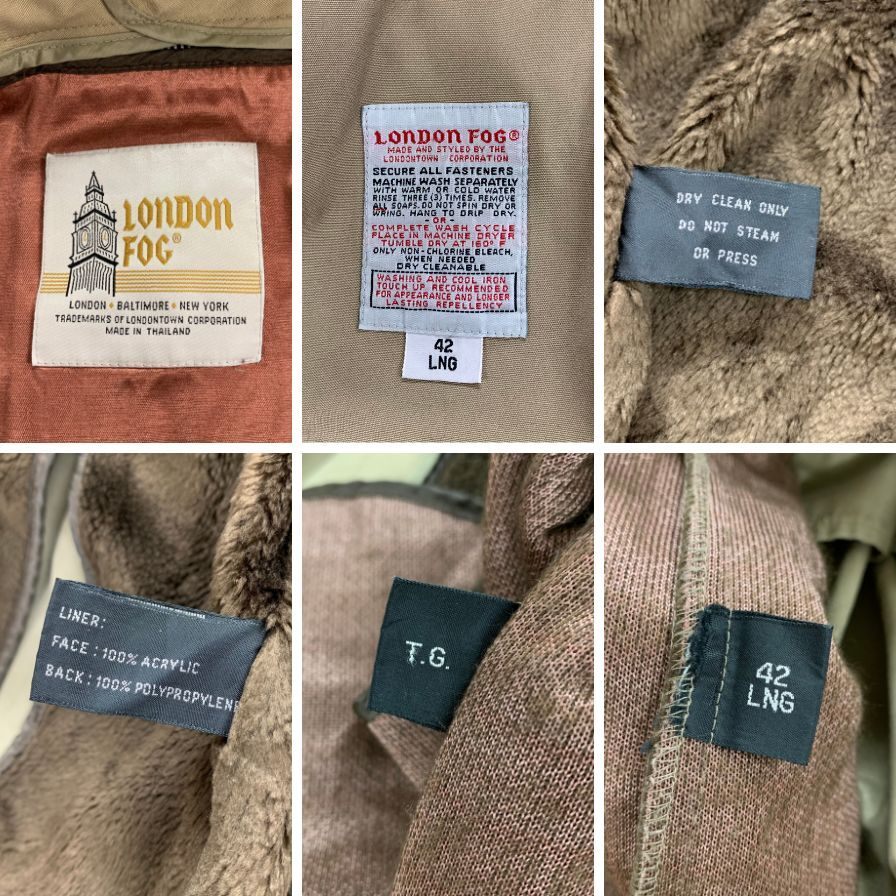 LONDON
FOG®
LONDON • BALTIMORE • NEW YORK
TRADEMARKS OF LONDONTOWN CORPORATION
MADE IN THAILAND
LONDON FOG®
MADE AND STYLED BY THE
LONDONTOWN CORPORATION
SECURE ALL FASTENERS
MACHINE WASH SEPARATELY
WITH WARM OR COLD WATER
RINSE THREE (3) TIMES. REMOVE
ALL SOAPS. DO NOT SPIN DRY OR
WRING. HANG TO DRIP DRY.
- OR -
COMPLETE WASH CYCLE
PLACE IN MACHINE DRYER
TUMBLE DRY AT 160° F
ONLY NON-CHLORINE BLEACH,
WHEN NEEDED
DRY CLEANABLE
WASHING AND COOL IRON
TOUCH UP RECOMMENDED
FOR APPEARANCE AND LONGER
LASTING REPELLENCY
42
LNG
DRY CLEAN ONLY
DO NOT STEAM
OR PRESS
LINER:
FACE : 100% ACRYLIC
BACK : 100% POLYPROPYLENE
T.G.
42
LNG